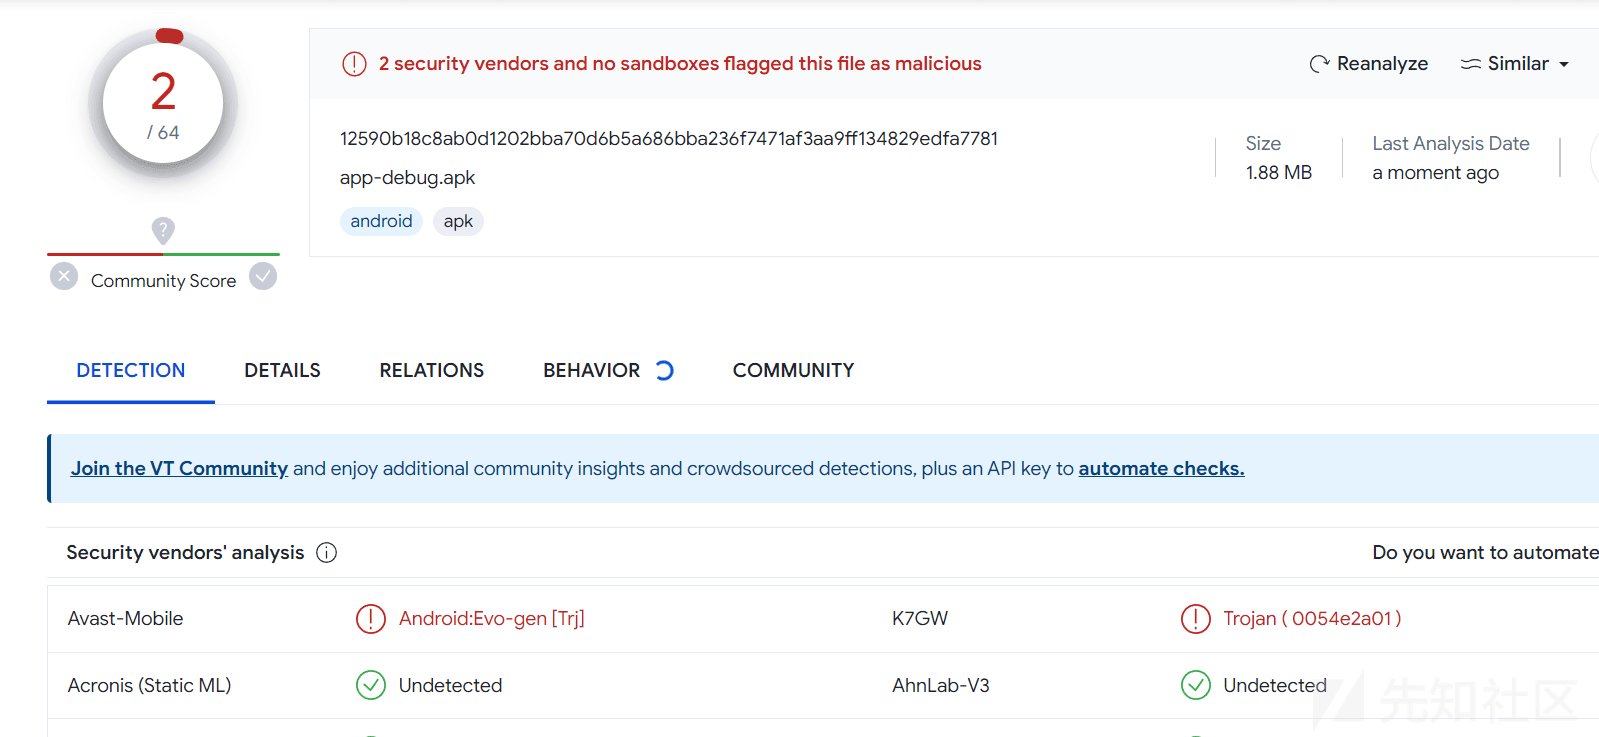 2
/ 64
Community Score
2 security vendors and no sandboxes flagged this file as malicious
Reanalyze
Similar
12590b18c8ab0d1202bba70d6b5a686bba236f7471af3aa9ff134829edfa7781
app-debug.apk
android apk
Size
1.88 MB
Last Analysis Date
a moment ago
DETECTION DETAILS RELATIONS BEHAVIOR COMMUNITY
Join the VT Community and enjoy additional community insights and crowdsourced detections, plus an API key to automate checks.
Security vendors' analysis
Do you want to automate
Avast-Mobile Android:Evo-gen [Trj] K7GW Trojan ( 0054e2a01 )
Acronis (Static ML) Undetected AhnLab-V3 Undetected
先知社区